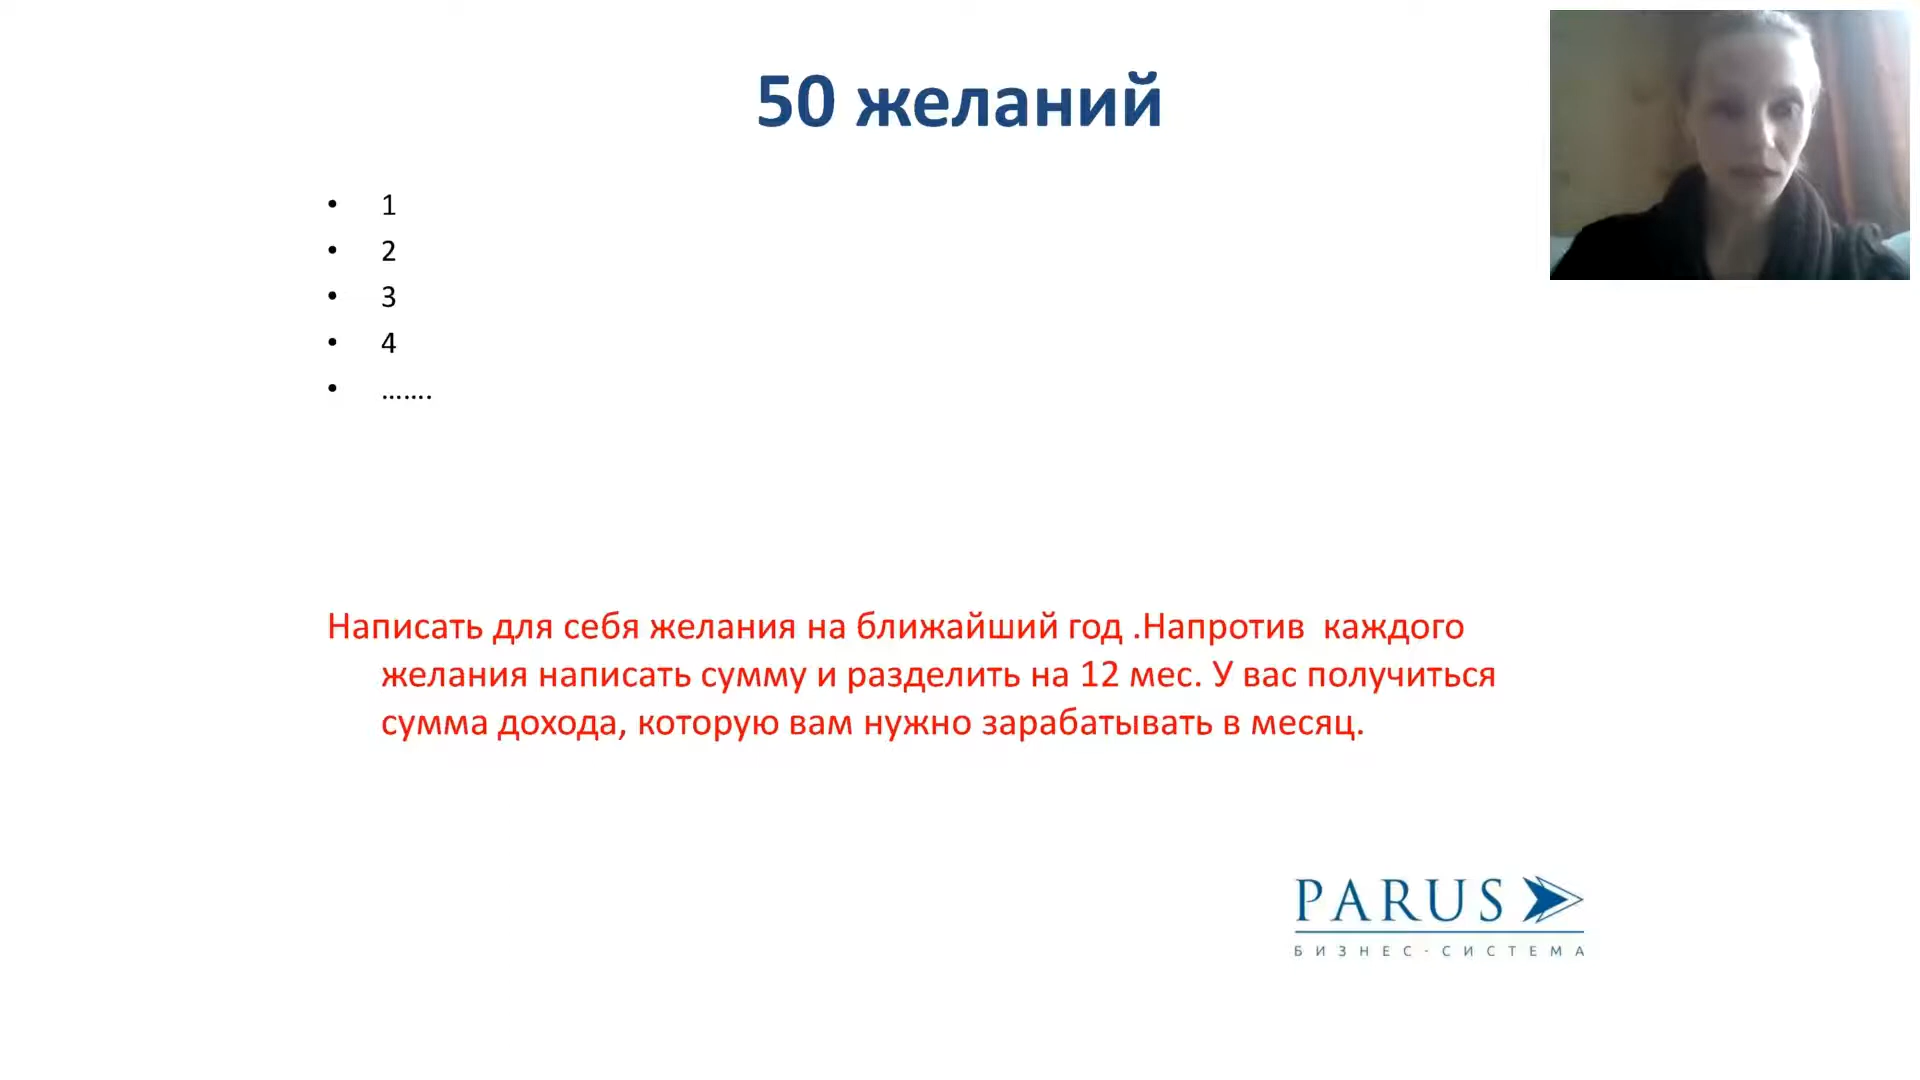 50 желаний
• 1
• 2
• 3
• 4
• …….
Написать для себя желания на ближайший год .Напротив  каждого
желания написать сумму и разделить на 12 мес. У вас получиться
сумма дохода, которую вам нужно зарабатывать в месяц.
PARUS
БИЗНЕС-СИСТЕМА